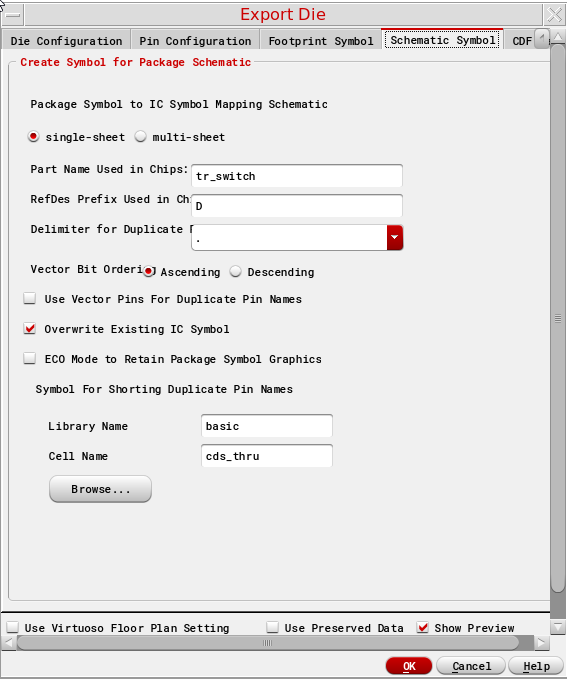 Export Die
Die Configuration Pin Configuration Footprint Symbol Schematic Symbol CDF
Create Symbol for Package Schematic
Package Symbol to IC Symbol Mapping Schematic
single-sheet multi-sheet
Part Name Used in Chips: tr_switch
RefDes Prefix Used in Ch D
Delimiter for Duplicate .
Vector Bit Ordering Ascending Descending
Use Vector Pins For Duplicate Pin Names
Overwrite Existing IC Symbol
ECO Mode to Retain Package Symbol Graphics
Symbol For Shorting Duplicate Pin Names
Library Name basic
Cell Name cds_thru
Browse...
Use Virtuoso Floor Plan Setting Use Preserved Data Show Preview
OK Cancel Help